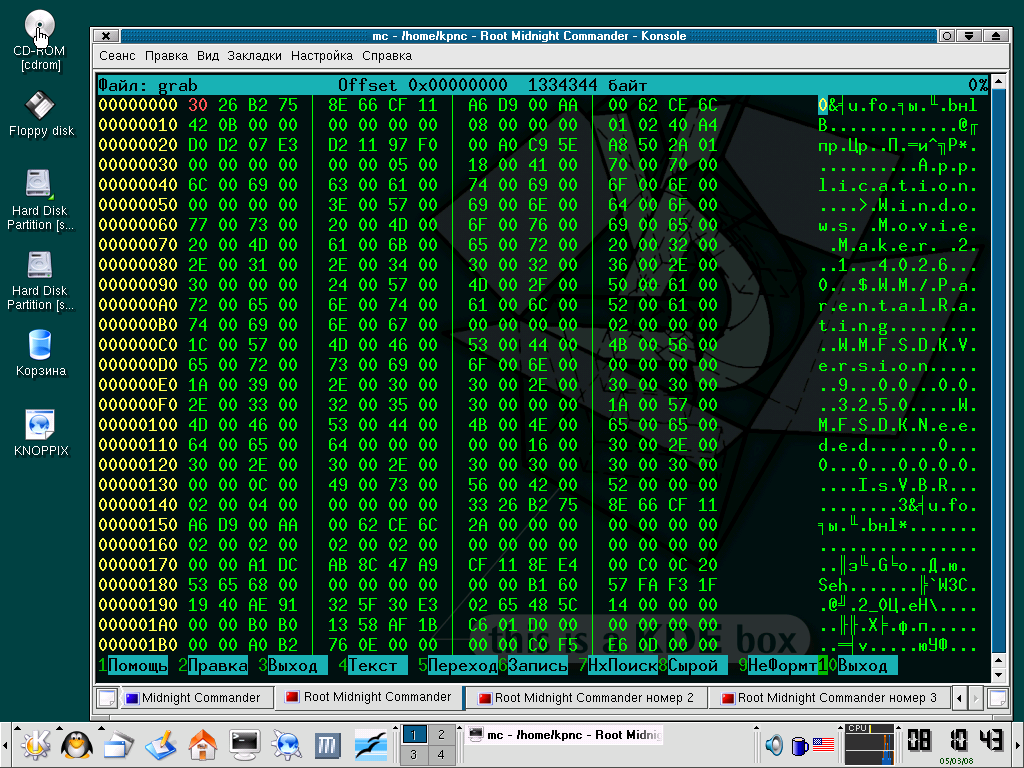 mc - /home/kpnc - Root Midnight Commander - Konsole
Сеанс Правка Вид Закладки Настройка Справка
CD-ROM
[cdrom]
Floppy disk
Hard Disk
Partition [s...
Hard Disk
Partition [s...
Корзина
KNOPPIX
Файл: grab Offset 0x00000000 1334344 байт 0%
00000000 30 26 B2 75 8E 66 CF 11 A6 D9 00 AA 00 62 CE 6C 0&╡u.fo.╕ы.╙.bнl
00000010 42 0B 00 00 00 00 00 00 08 00 00 00 01 02 40 A4 B.............@╓
00000020 D0 D2 07 E3 D2 11 97 F0 00 A0 C9 5E A8 50 2A 01 пр.Цр..П.═и^╗P*.
00000030 00 00 00 00 00 00 05 00 18 00 41 00 70 00 70 00 ..........A.p.p.
00000040 6C 00 69 00 63 00 61 00 74 00 69 00 6F 00 6E 00 l.i.c.a.t.i.o.n.
00000050 00 00 00 00 3E 00 57 00 69 00 6E 00 64 00 6F 00 ....>.W.i.n.d.o.
00000060 77 00 73 00 20 00 4D 00 6F 00 76 00 69 00 65 00 w.s. .M.o.v.i.e.
00000070 20 00 4D 00 61 00 6B 00 65 00 72 00 20 00 32 00  .M.a.k.e.r. .2.
00000080 2E 00 31 00 2E 00 34 00 30 00 32 00 36 00 2E 00 ..1...4.0.2.6...
00000090 30 00 00 00 24 00 57 00 4D 00 2F 00 50 00 61 00 0...$.W.M./.P.a.
000000A0 72 00 65 00 6E 00 74 00 61 00 6C 00 52 00 61 00 r.e.n.t.a.l.R.a.
000000B0 74 00 69 00 6E 00 67 00 00 00 00 00 02 00 00 00 t.i.n.g.........
000000C0 1C 00 57 00 4D 00 46 00 53 00 44 00 4B 00 56 00 ..W.M.F.S.D.K.V.
000000D0 65 00 72 00 73 00 69 00 6F 00 6E 00 00 00 00 00 e.r.s.i.o.n.....
000000E0 1A 00 39 00 2E 00 30 00 30 00 2E 00 30 00 30 00 ..9...0.0...0.0.
000000F0 2E 00 33 00 32 00 35 00 30 00 00 00 1A 00 57 00 ..3.2.5.0.....W.
00000100 4D 00 46 00 53 00 44 00 4B 00 4E 00 65 00 65 00 M.F.S.D.K.N.e.e.
00000110 64 00 65 00 64 00 00 00 00 00 16 00 30 00 2E 00 d.e.d.......0...
00000120 30 00 2E 00 30 00 2E 00 30 00 30 00 30 00 30 00 0...0...0.0.0.0.
00000130 00 00 0C 00 49 00 73 00 56 00 42 00 52 00 00 00 ....I.s.V.B.R...
00000140 02 00 04 00 00 00 00 00 33 26 B2 75 8E 66 CF 11 ........3&╡u.fo.
00000150 A6 D9 00 AA 00 62 CE 6C 2A 00 00 00 00 00 00 00 ╕ы.╙.bнl*.......
00000160 02 00 02 00 02 00 02 00 00 00 00 00 00 00 00 00 ................
00000170 00 00 A1 DC AB 8C 47 A9 CF 11 8E E4 00 C0 0C 20 ..║э╚.G╘о..Д.ю.
00000180 53 65 68 00 00 00 00 00 00 00 B1 60 57 FA F3 1F Seh.......╠`WЗС.
00000190 19 40 AE 91 32 5F 30 E3 02 65 48 5C 14 00 00 00 .@╝.2_0Ц.eH\....
000001A0 00 00 B0 B0 13 58 AF 1B C6 01 D0 00 00 00 00 00 ..╟╟.X╞.ф.п.....
000001B0 00 00 A0 B2 76 0E 00 00 00 00 C0 F5 E6 0D 00 00 ..═╡v.....юУФ...
this is a KDE box
1Помощь 2Правка 3Выход 4Текст 5Переход 6Запись 7HxПоиск 8Сырой 9НеФормт 10Выход
Midnight Commander Root Midnight Commander Root Midnight Commander номер 2 Root Midnight Commander номер 3
1 2
3 4
mc - /home/kpnc - Root Midnig
CPU
08 10 43
05/03/08